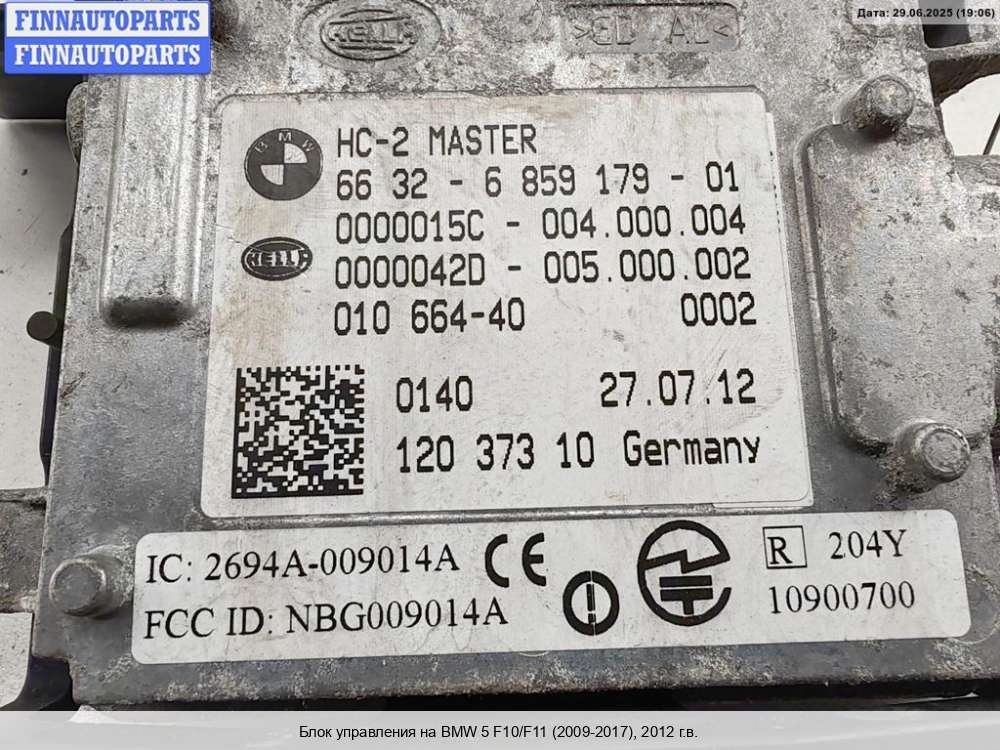 FINNAUTOPARTS
FINNAUTOPARTS
Дата: 29.06.2025 (19:06)
HELLA
BMW
HC-2 MASTER
66 32 - 6 859 179 - 01
0000015C - 004.000.004
HELLA
0000042D - 005.000.002
010 664-40 0002
0140 27.07.12
120 373 10 Germany
IC: 2694A-009014A CE R 204Y
FCC ID: NBG009014A 10900700
Блок управления на BMW 5 F10/F11 (2009-2017), 2012 г.в.